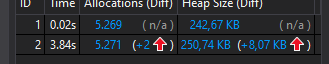 ID Time Allocations (Diff) Heap Size (Diff)
1 0.02s 5.269 (n/a) 242,67 KB (n/a)
2 3.84s 5.271 (+2) 250,74 KB (+8,07 KB)